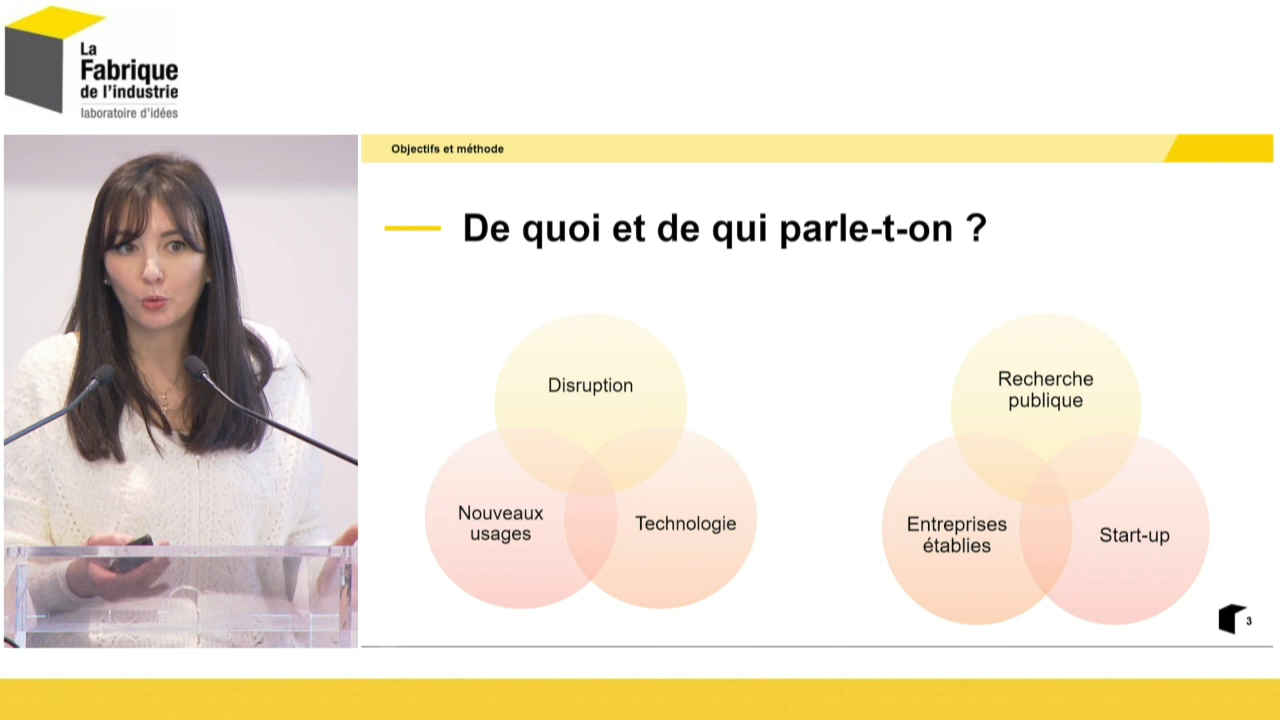 La
Fabrique
de l'industrie
laboratoire d'idées
Objectifs et méthode
De quoi et de qui parle-t-on ?
Disruption
Nouveaux
usages
Technologie
Recherche
publique
Entreprises
établies
Start-up
3